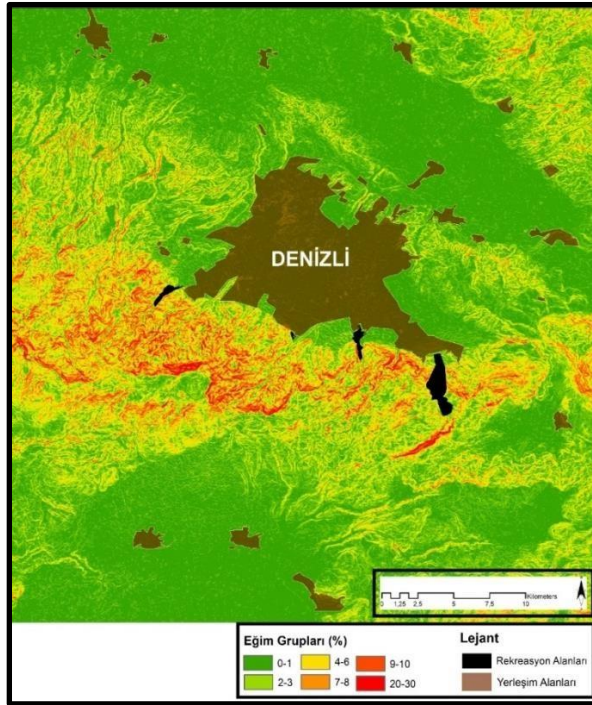 DENİZLİ
0 1,25 2,5 5 7,5 10 Kilometers
Eğim Grupları (%)
0-1
2-3
4-6
7-8
9-10
20-30
Lejant
Rekreasyon Alanları
Yerleşim Alanları